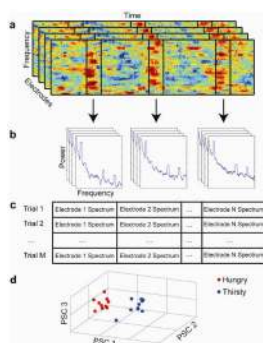 a
Time
Frequency
Electrodes
b
Power
Frequency
c
Trial 1 Electrode 1 Spectrum Electrode 2 Spectrum ... Electrode N Spectrum
Trial 2 Electrode 1 Spectrum Electrode 2 Spectrum ... Electrode N Spectrum
... ... ... ...
Trial M Electrode 1 Spectrum Electrode 2 Spectrum ... Electrode N Spectrum
d
Hungry
Thirsty
PSC 3
PSC 2